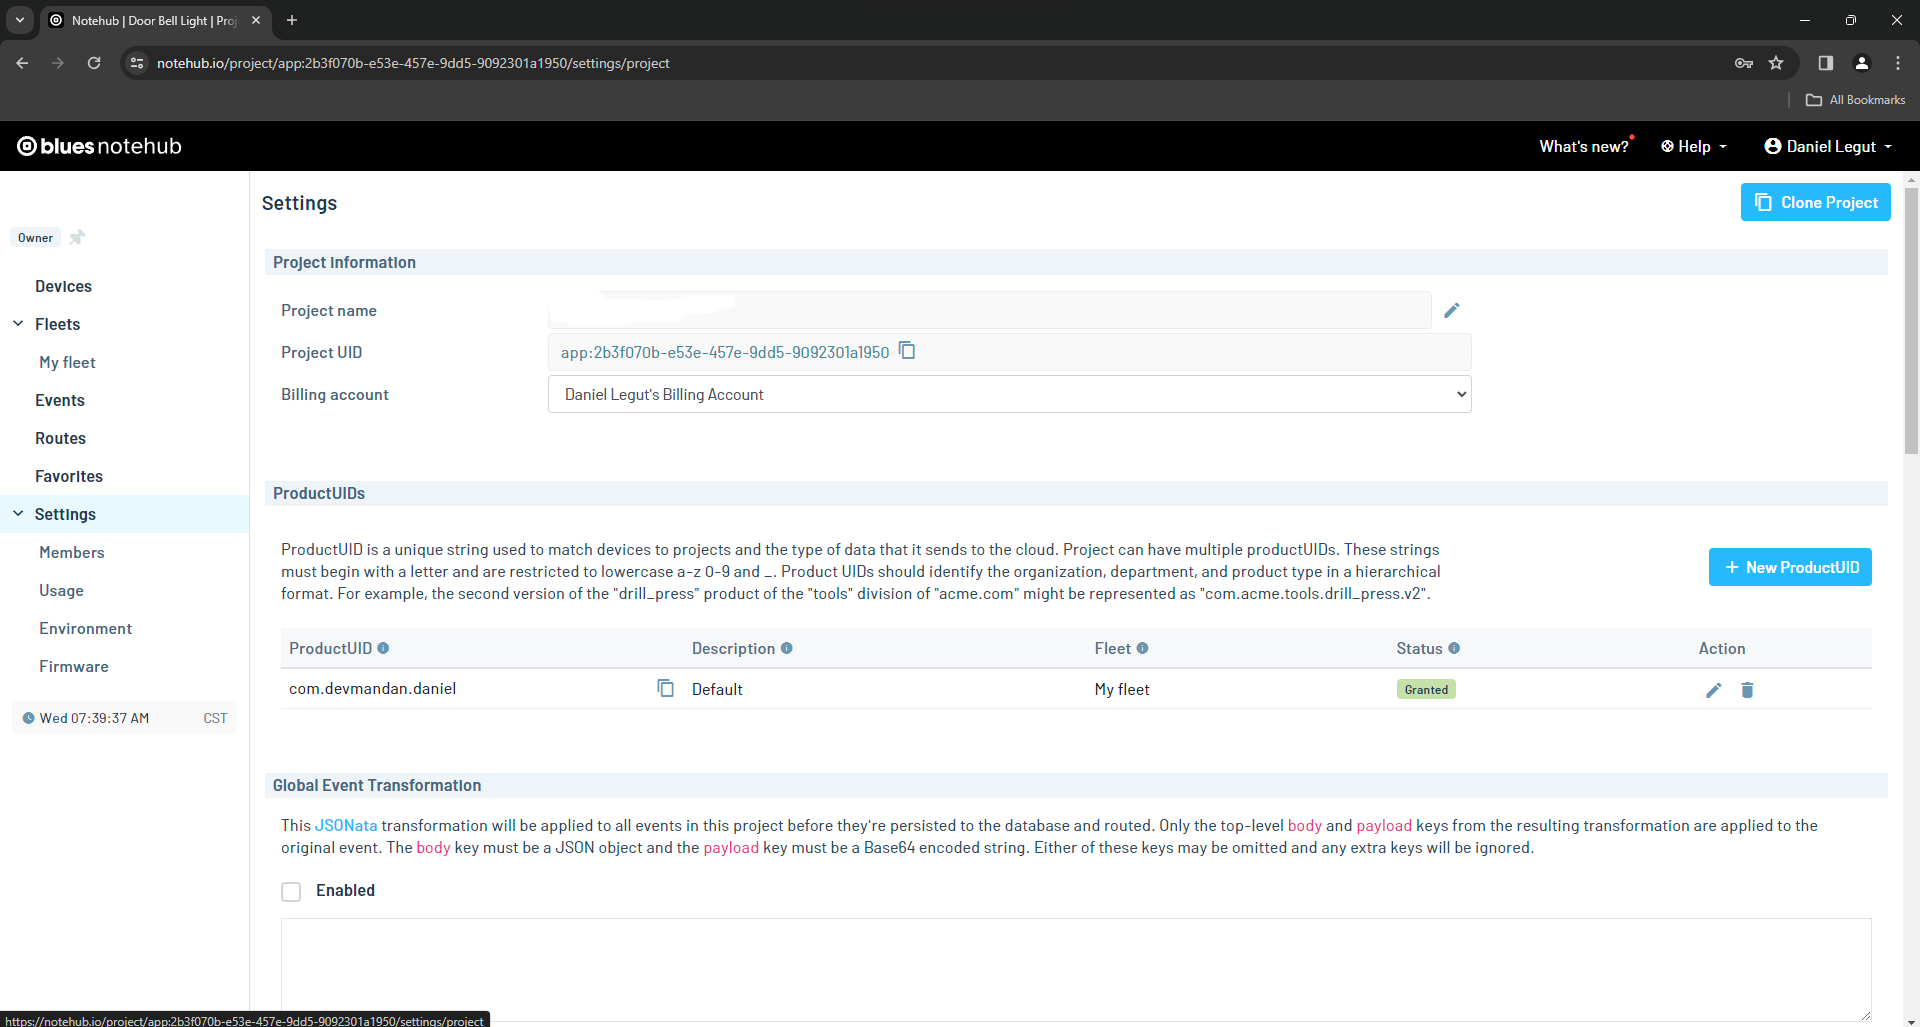 Notehub | Door Bell Light | Proj
notehub.io/project/app:2b3f070b-e53e-457e-9dd5-9092301a1950/settings/project
All Bookmarks
blues notehub
What's new?
Help
Daniel Legut
Owner
Devices
Fleets
My fleet
Events
Routes
Favorites
Settings
Members
Usage
Environment
Firmware
Wed 07:39:37 AM CST
Settings
Clone Project
Project Information
Project name
Project UID
app:2b3f070b-e53e-457e-9dd5-9092301a1950
Billing account
Daniel Legut's Billing Account
ProductUIDs
ProductUID is a unique string used to match devices to projects and the type of data that it sends to the cloud. Project can have multiple productUIDs. These strings
must begin with a letter and are restricted to lowercase a-z 0-9 and _. Product UIDs should identify the organization, department, and product type in a hierarchical
format. For example, the second version of the "drill_press" product of the "tools" division of "acme.com" might be represented as "com.acme.tools.drill_press.v2".
+ New ProductUID
ProductUID Description Fleet Status Action
com.devmandan.daniel Default My fleet Granted
Global Event Transformation
This JSONata transformation will be applied to all events in this project before they're persisted to the database and routed. Only the top-level body and payload keys from the resulting transformation are applied to the
original event. The body key must be a JSON object and the payload key must be a Base64 encoded string. Either of these keys may be omitted and any extra keys will be ignored.
Enabled
https://notehub.io/project/app:2b3f070b-e53e-457e-9dd5-9092301a1950/settings/project